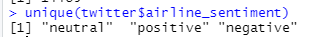 > unique(twitter$airline_sentiment)
[1] "neutral"  "positive" "negative"